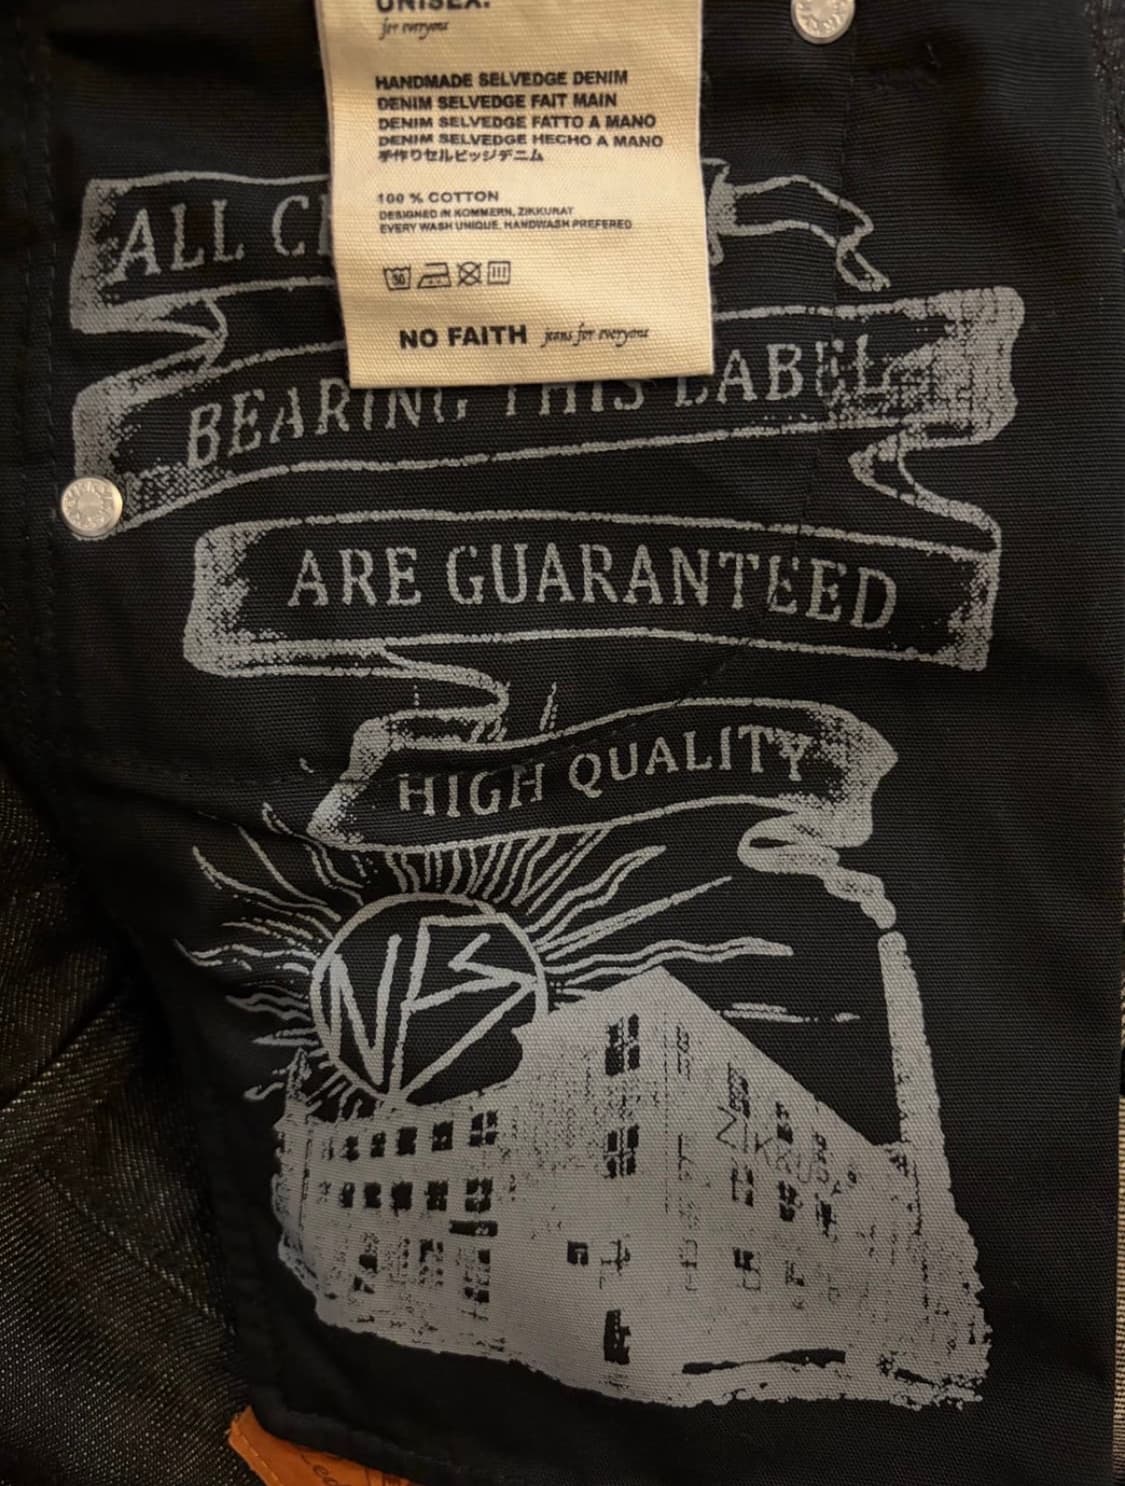 UNISEX.
for everyone
HANDMADE SELVEDGE DENIM
DENIM SELVEDGE FAIT MAIN
DENIM SELVEDGE FATTO A MANO
DENIM SELVEDGE HECHO A MANO
手作りセルビッジデニム
100 % COTTON
DESIGNED IN KOMMERN, ZIKKURAT
EVERY WASH UNIQUE, HANDWASH PREFERED
30
NO FAITH jeans for everyone
ALL
BEARING THIS LABEL
ARE GUARANTEED
HIGH QUALITY
NFS